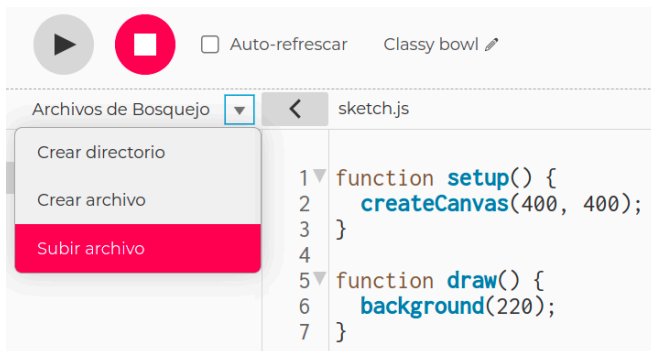 Auto-refrescar Classy bowl
Archivos de Bosquejo sketch.js
Crear directorio
Crear archivo
Subir archivo
1 function setup() {
2 createCanvas(400, 400);
3 }
4
5 function draw() {
6 background(220);
7 }